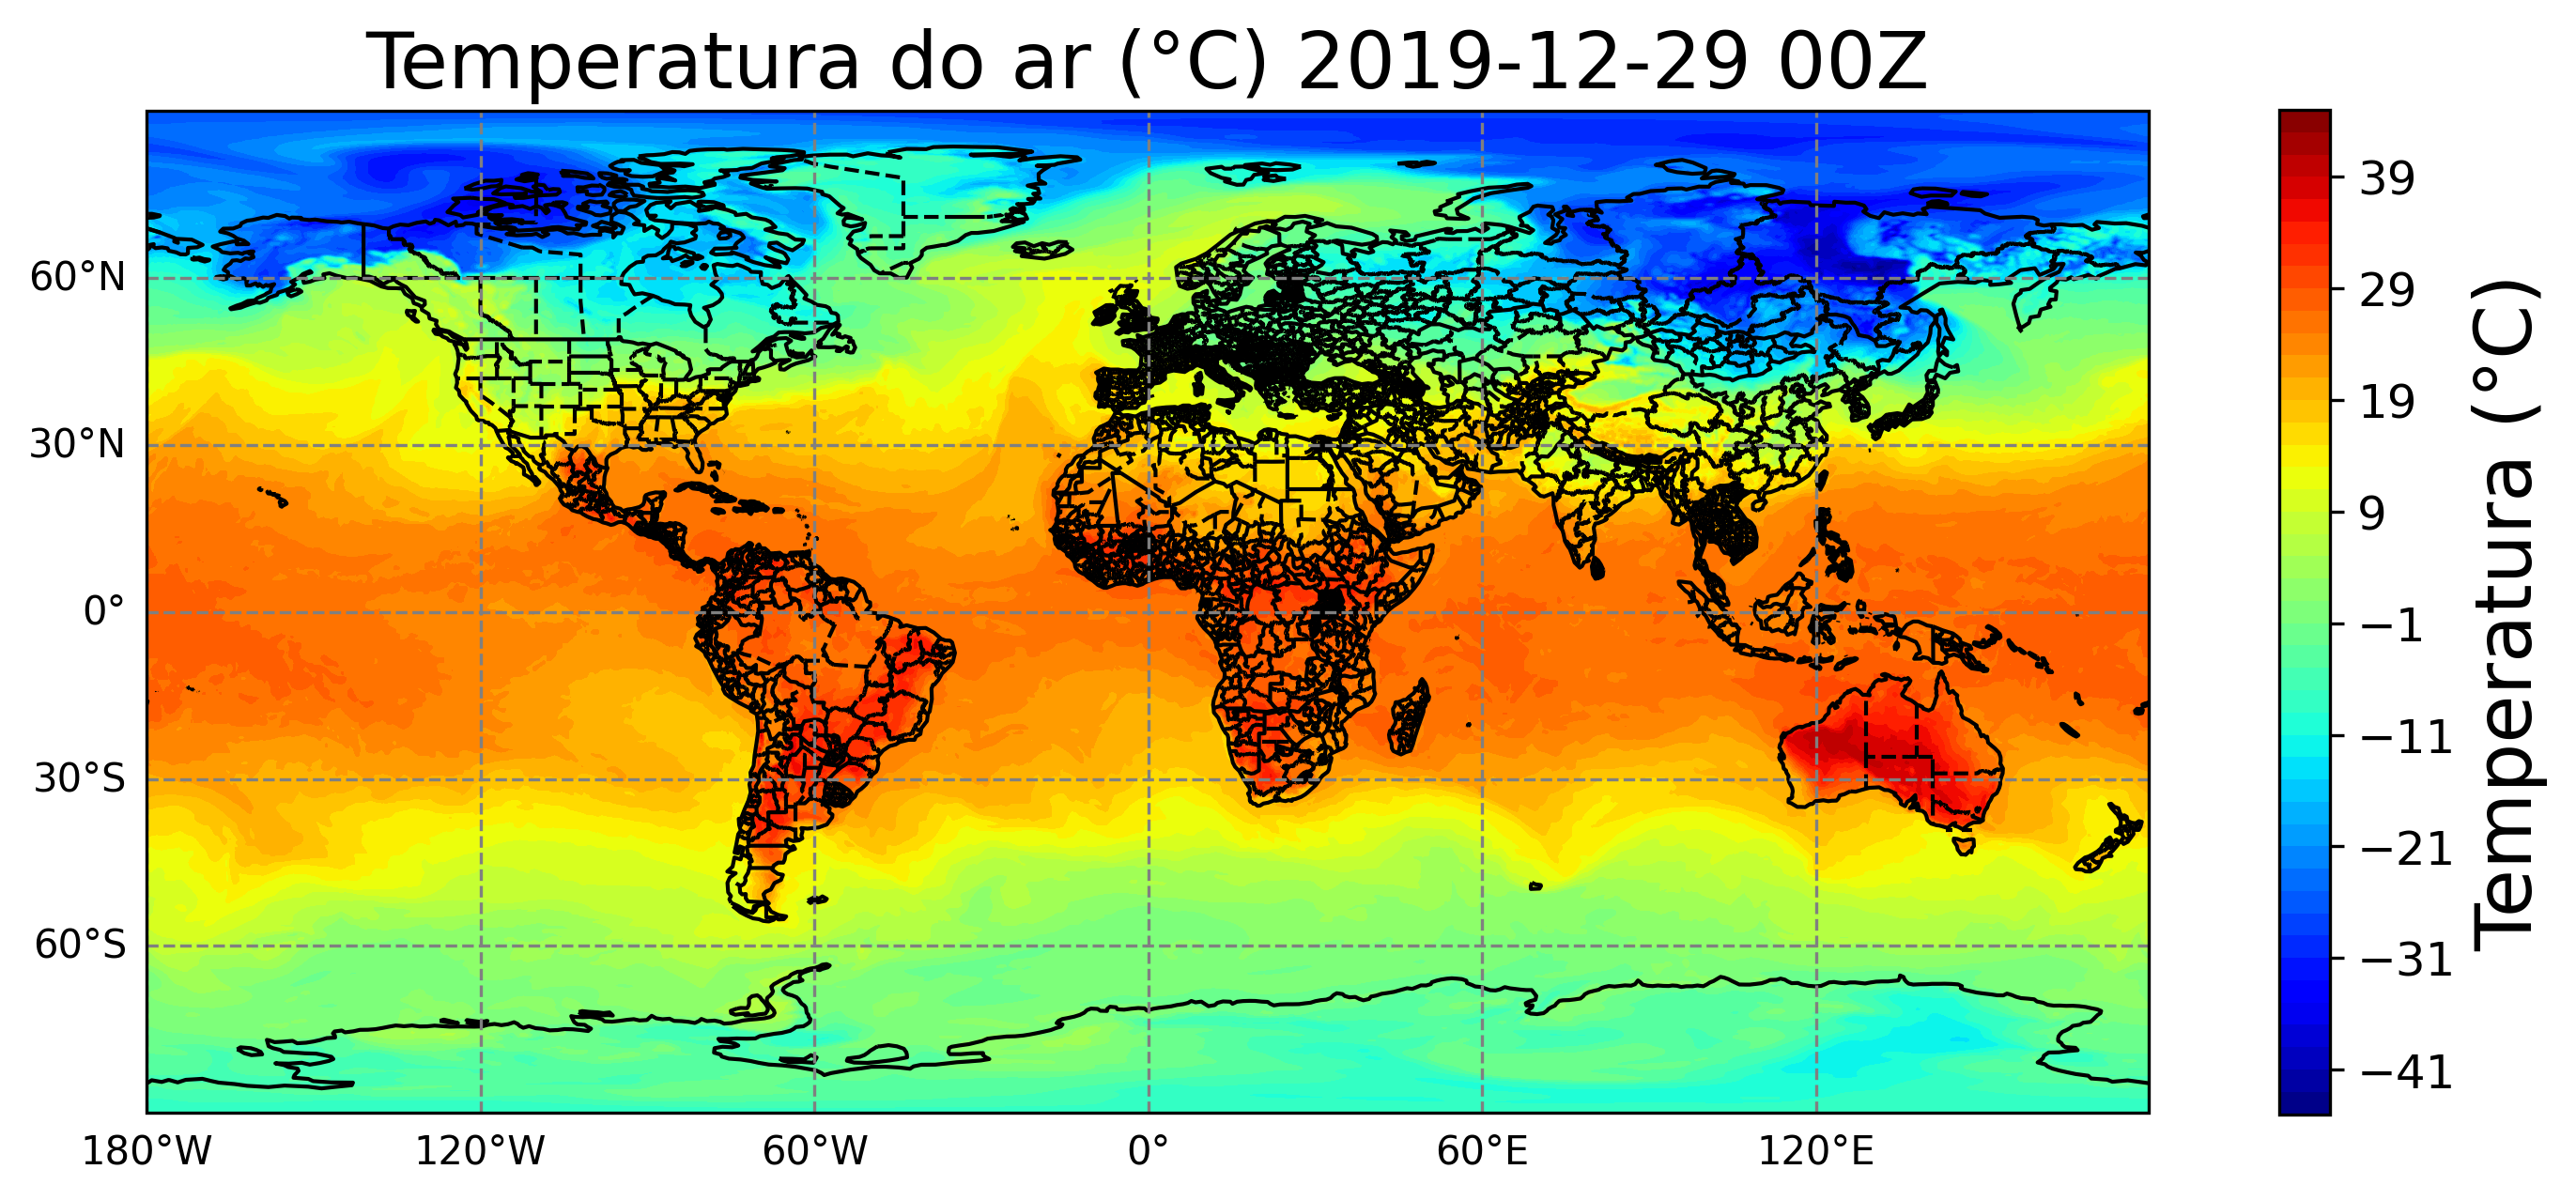 Temperatura do ar (°C) 2019-12-29 00Z
60°N
30°N
0°
30°S
60°S
180°W
120°W
60°W
0°
60°E
120°E
39
29
19
9
−1
−11
−21
−31
−41
Temperatura (°C)